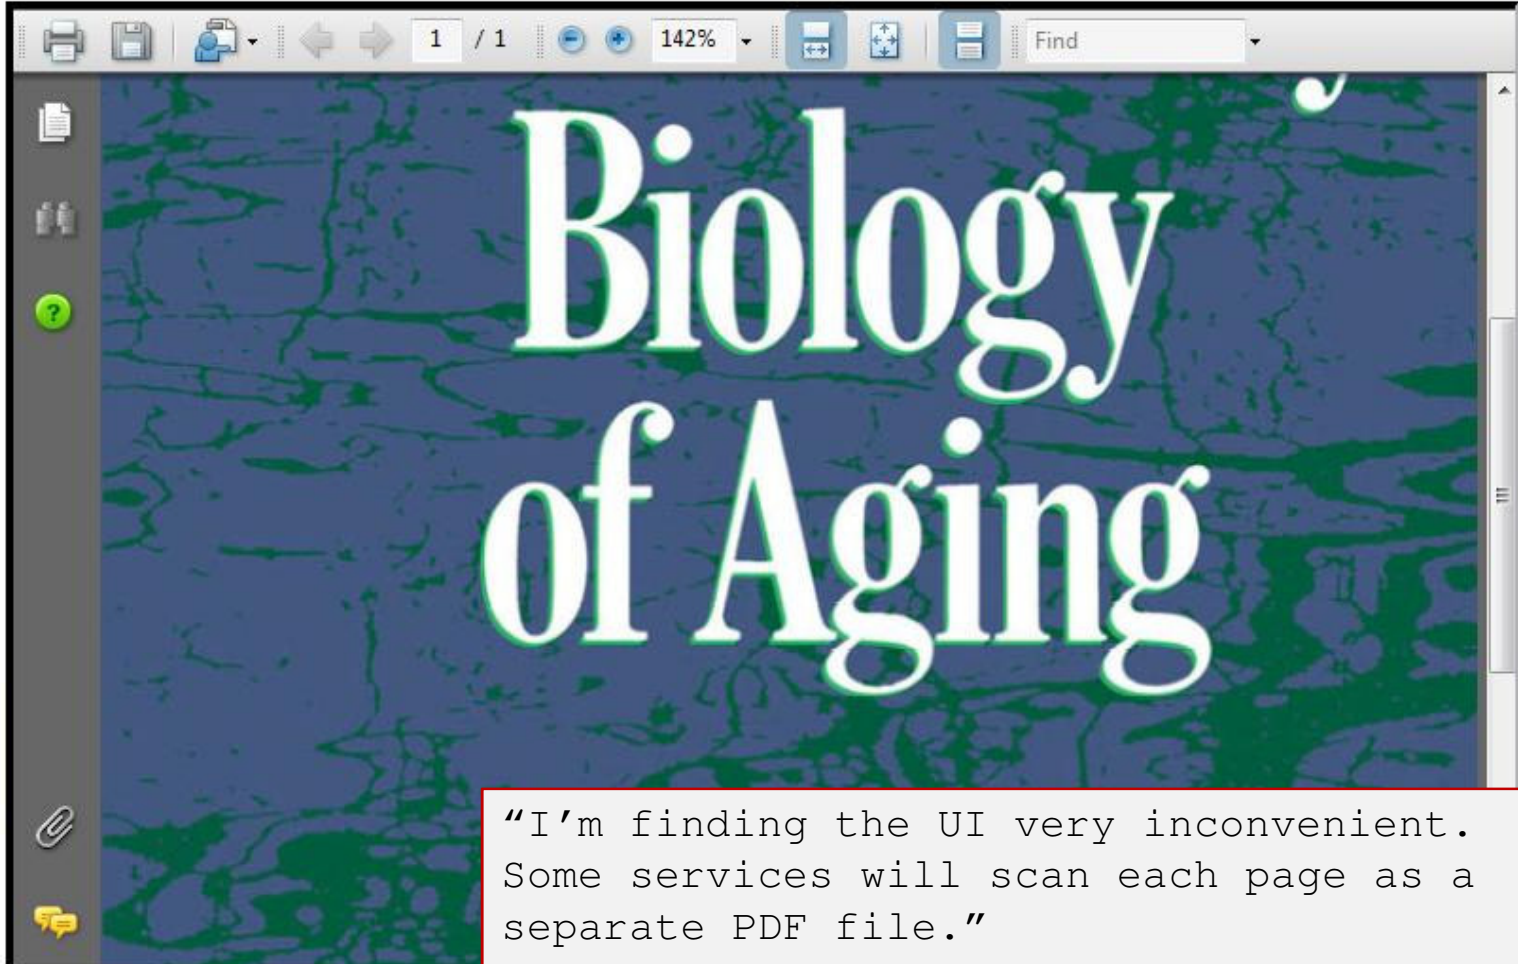 1 / 1 142% Find
Biology
of Aging
“I’m finding the UI very inconvenient.
Some services will scan each page as a
separate PDF file.”